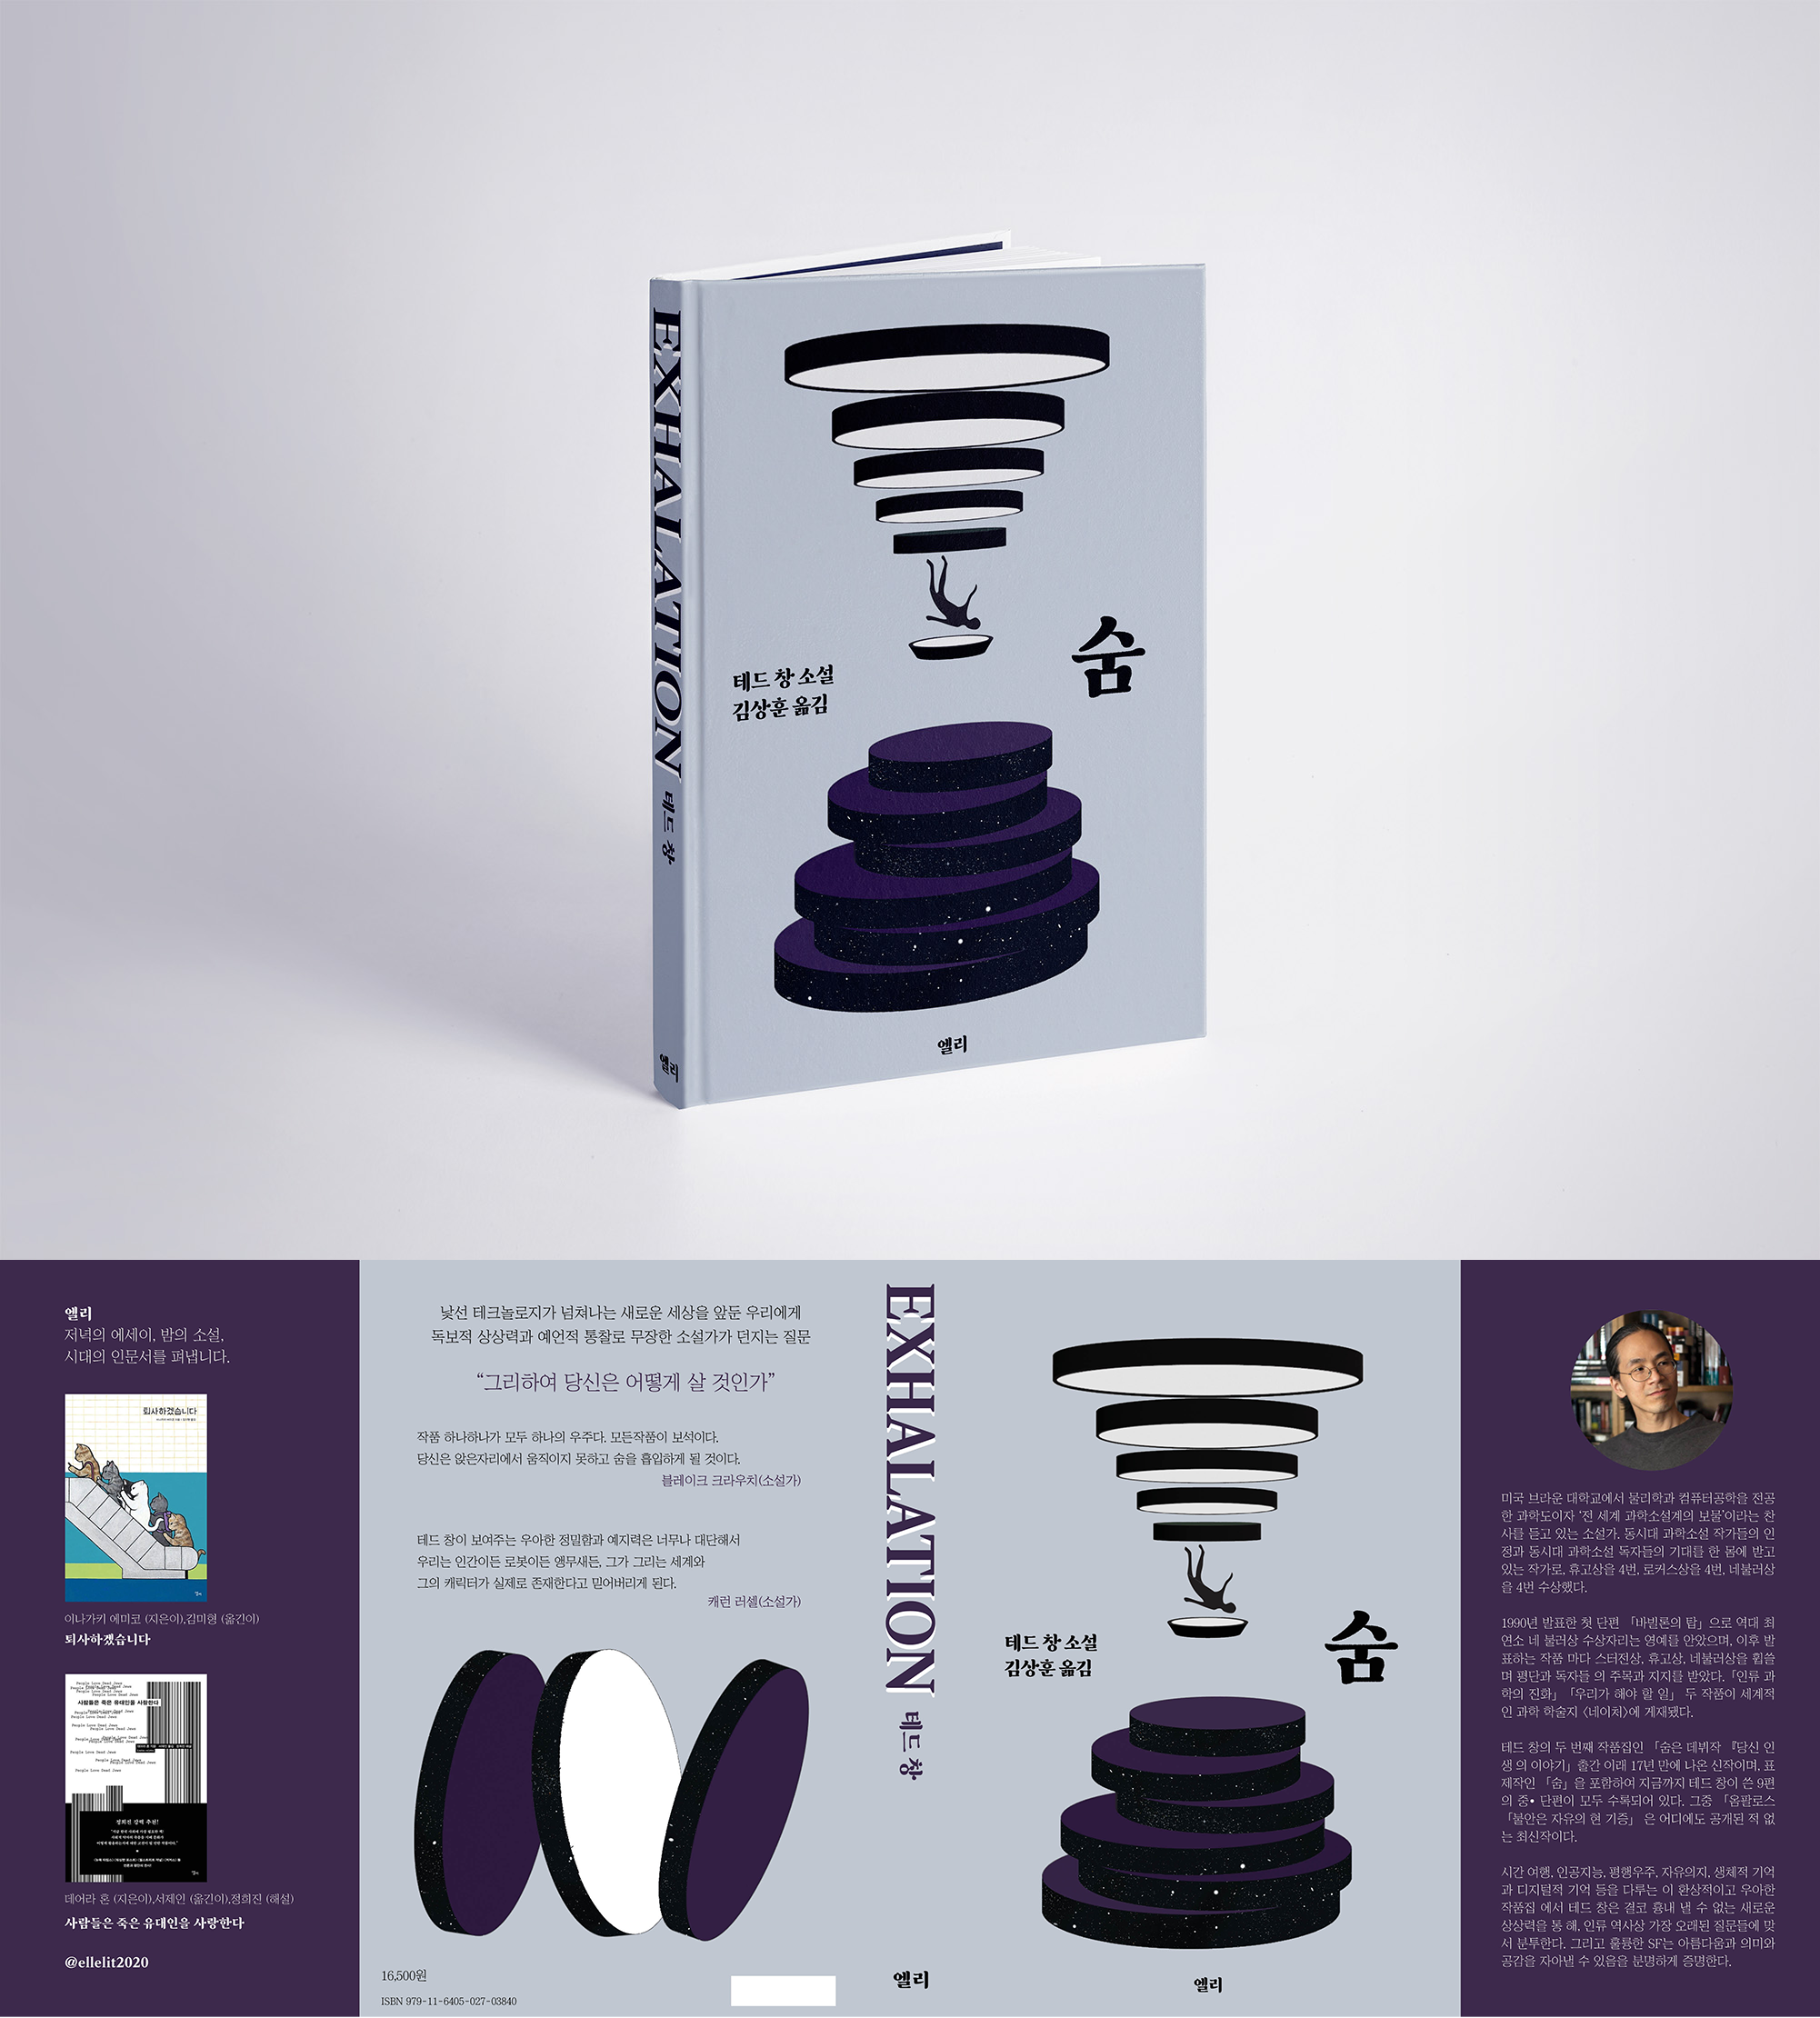 EXHALATION
테드 창
엘리
테드 창 소설
김상훈 옮김
숨
엘리
엘리
저녁의 에세이, 밤의 소설,
시대의 인문서를 펴냅니다.
퇴사하겠습니다
이나가키 에미코 (지은이),김미형 (옮긴이)
퇴사하겠습니다
People Love Dead Jews
사람들은 죽은 유대인을 사랑한다
정희진 강력 추천!
데어라 혼 (지은이),서제인 (옮긴이),정희진 (해설)
사람들은 죽은 유대인을 사랑한다
@ellelit2020
낯선 테크놀로지가 넘쳐나는 새로운 세상을 앞둔 우리에게
독보적 상상력과 예언적 통찰로 무장한 소설가가 던지는 질문
“그리하여 당신은 어떻게 살 것인가”
작품 하나하나가 모두 하나의 우주다. 모든작품이 보석이다.
당신은 앉은자리에서 움직이지 못하고 숨을 흡입하게 될 것이다.
블레이크 크라우치(소설가)
테드 창이 보여주는 우아한 정밀함과 예지력은 너무나 대단해서
우리는 인간이든 로봇이든 앵무새든, 그가 그리는 세계와
그의 캐릭터가 실제로 존재한다고 믿어버리게 된다.
캐런 러셀(소설가)
16,500원
ISBN 979-11-6405-027-03840
EXHALATION
테드 창
엘리
테드 창 소설
김상훈 옮김
숨
엘리
미국 브라운 대학교에서 물리학과 컴퓨터공학을 전공
한 과학도이자 ‘전 세계 과학소설계의 보물’이라는 찬
사를 듣고 있는 소설가. 동시대 과학소설 작가들의 인
정과 동시대 과학소설 독자들의 기대를 한 몸에 받고
있는 작가로, 휴고상을 4번, 로커스상을 4번, 네뷸러상
을 4번 수상했다.
1990년 발표한 첫 단편 「바빌론의 탑」으로 역대 최
연소 네 뷸러상 수상자리는 영예를 안았으며, 이후 발
표하는 작품 마다 스터전상, 휴고상, 네뷸러상을 휩쓸
며 평단과 독자들 의 주목과 지지를 받았다. 「인류 과
학의 진화」 「우리가 해야 할 일」 두 작품이 세계적
인 과학 학술지 〈네이처〉에 게재됐다.
테드 창의 두 번째 작품집인 「숨은 데뷔작 『당신 인
생 의 이야기」 출간 이래 17년 만에 나온 신작이며, 표
제작인 「숨」을 포함하여 지금까지 테드 창이 쓴 9편
의 중• 단편이 모두 수록되어 있다. 그중 「옴팔로스
「불안은 자유의 현 기증」 은 어디에도 공개된 적 없
는 최신작이다.
시간 여행, 인공지능, 평행우주, 자유의지, 생체적 기억
과 디지털적 기억 등을 다루는 이 환상적이고 우아한
작품집 에서 테드 창은 결코 흉내 낼 수 없는 새로운
상상력을 통 해, 인류 역사상 가장 오래된 질문들에 맞
서 분투한다. 그리고 훌륭한 SF는 아름다움과 의미와
공감을 자아낼 수 있음을 분명하게 증명한다.